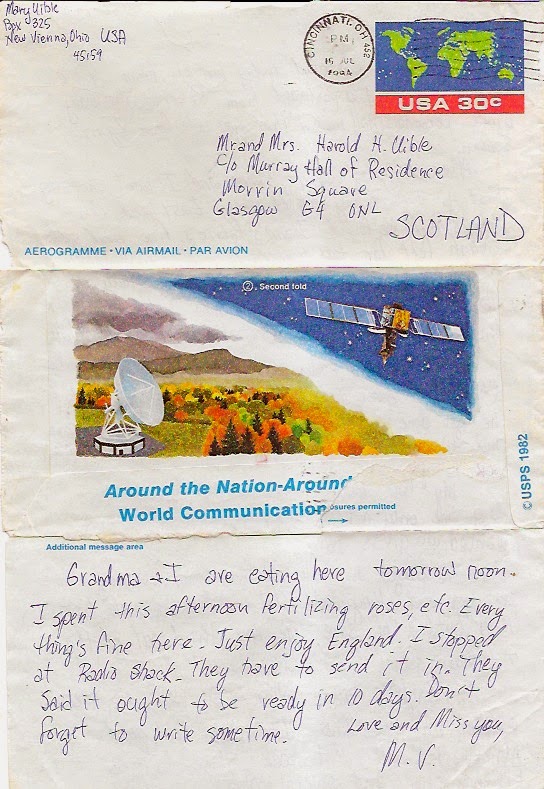 Mary Uible
Box 325
New Vienna, Ohio USA
45159
CINCINNATI, OH 452
PM
16 JUL
1984
USA 30c
Mr and Mrs. Harold H. Uible
c/o Murray Hall of Residence
Morrin Square
Glasgow G4 0NL
SCOTLAND
AEROGRAMME • VIA AIRMAIL • PAR AVION
②. Second fold
Around the Nation-Around
World Communication
osures permitted
© USPS 1982
Additional message area
Grandma & I are eating here tomorrow noon.
I spent this afternoon fertilizing roses, etc. Every
thing's fine here. Just enjoy England. I stopped
at Radio Shack. They have to send it in. They
said it ought to be ready in 10 days. Don't
forget to write sometime. Love and Miss you,
M. V.